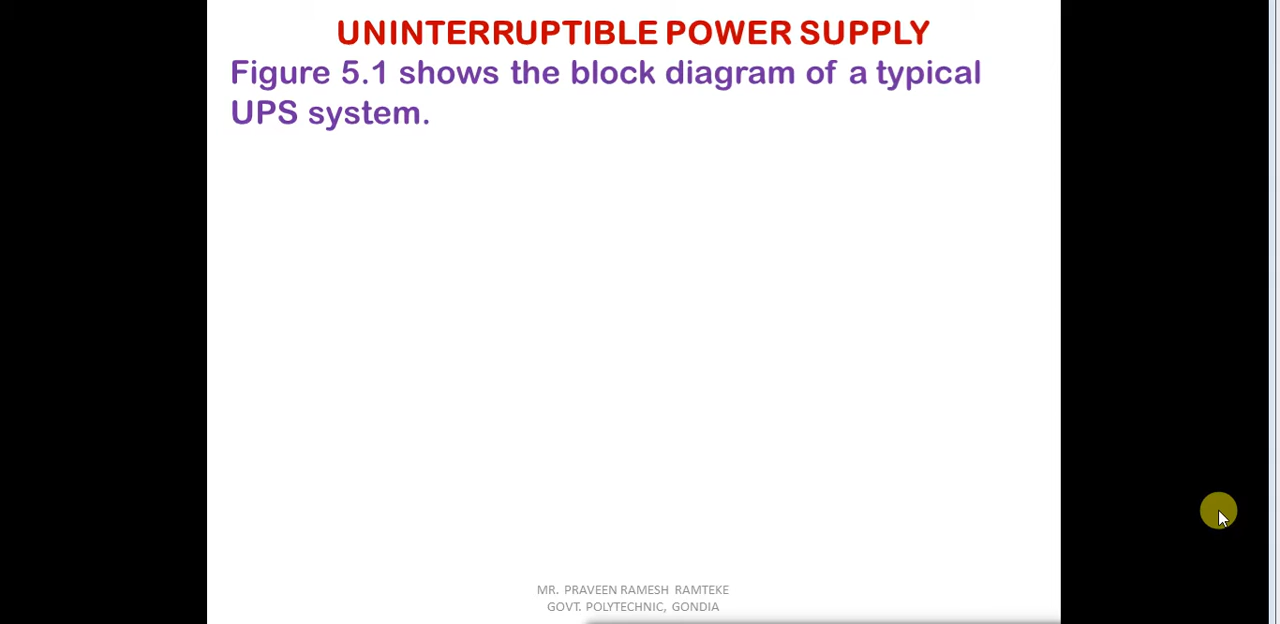 UNINTERRUPTIBLE POWER SUPPLY
Figure 5.1 shows the block diagram of a typical
UPS system.
MR. PRAVEEN RAMESH RAMTEKE
GOVT. POLYTECHNIC, GONDIA